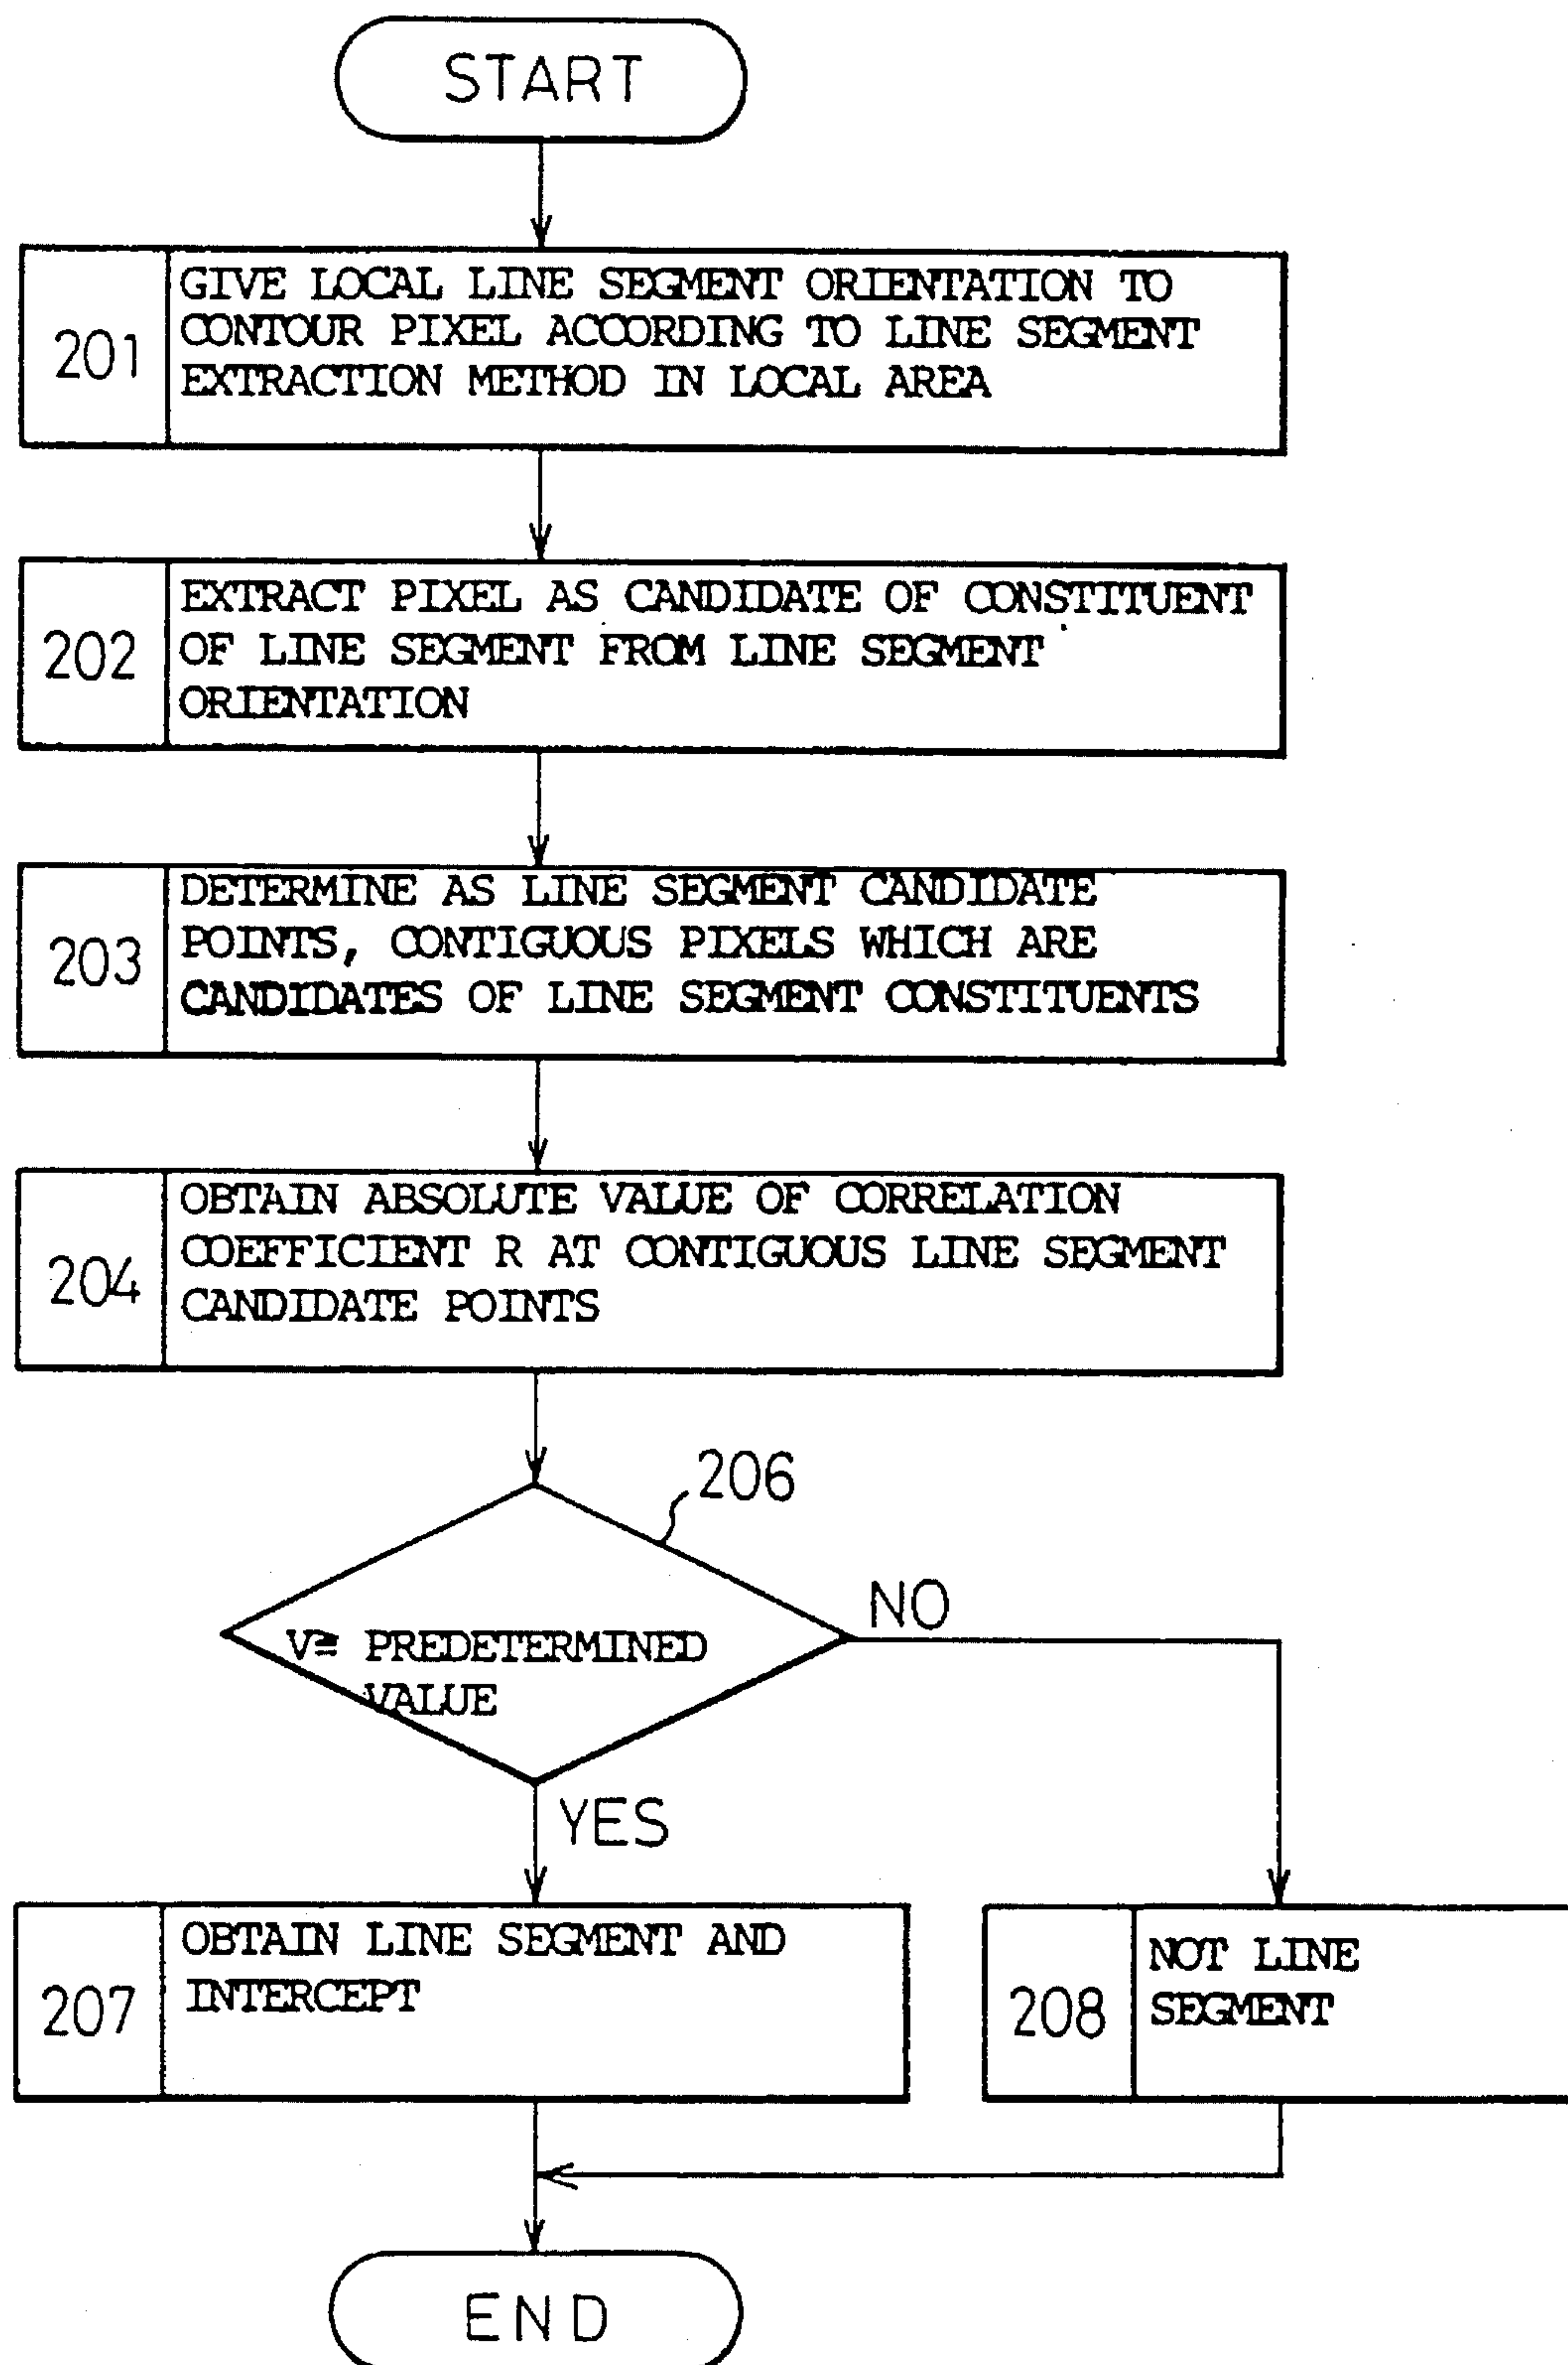 START
201
GIVE LOCAL LINE SEGMENT ORIENTATION TO
CONTOUR PIXEL ACCORDING TO LINE SEGMENT
EXTRACTION METHOD IN LOCAL AREA
202
EXTRACT PIXEL AS CANDIDATE OF CONSTITUENT
OF LINE SEGMENT FROM LINE SEGMENT
ORIENTATION
203
DETERMINE AS LINE SEGMENT CANDIDATE
POINTS, CONTIGUOUS PIXELS WHICH ARE
CANDIDATES OF LINE SEGMENT CONSTITUENTS
204
OBTAIN ABSOLUTE VALUE OF CORRELATION
COEFFICIENT R AT CONTIGUOUS LINE SEGMENT
CANDIDATE POINTS
206
V≅ PREDETERMINED
VALUE
NO
YES
207
OBTAIN LINE SEGMENT AND
INTERCEPT
208
NOT LINE
SEGMENT
END